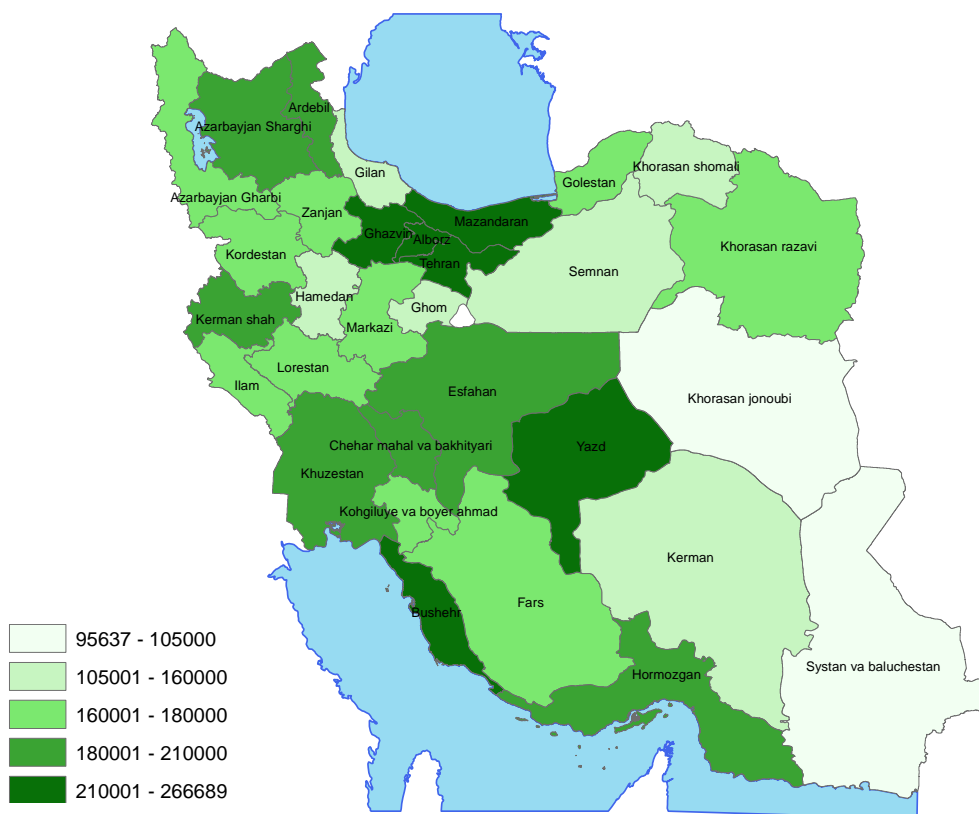 Ardebil
Azarbayjan Sharghi
Khorasan shomali
Gilan
Golestan
Azarbayjan Gharbi
Zanjan
Mazandaran
Ghazvin
Alborz
Khorasan razavi
Kordestan
Tehran
Semnan
Hamedan
Ghom
Kerman shah
Markazi
Lorestan
Ilam
Esfahan
Khorasan jonoubi
Chehar mahal va bakhityari
Yazd
Khuzestan
Kohgiluye va boyer ahmad
Kerman
Fars
Bushehr
Systan va baluchestan
Hormozgan
95637 - 105000
105001 - 160000
160001 - 180000
180001 - 210000
210001 - 266689